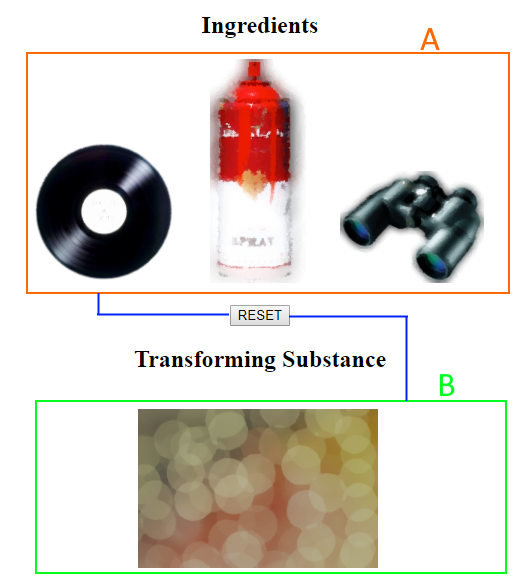 Ingredients
A
SPRAY
RESET
Transforming Substance
B